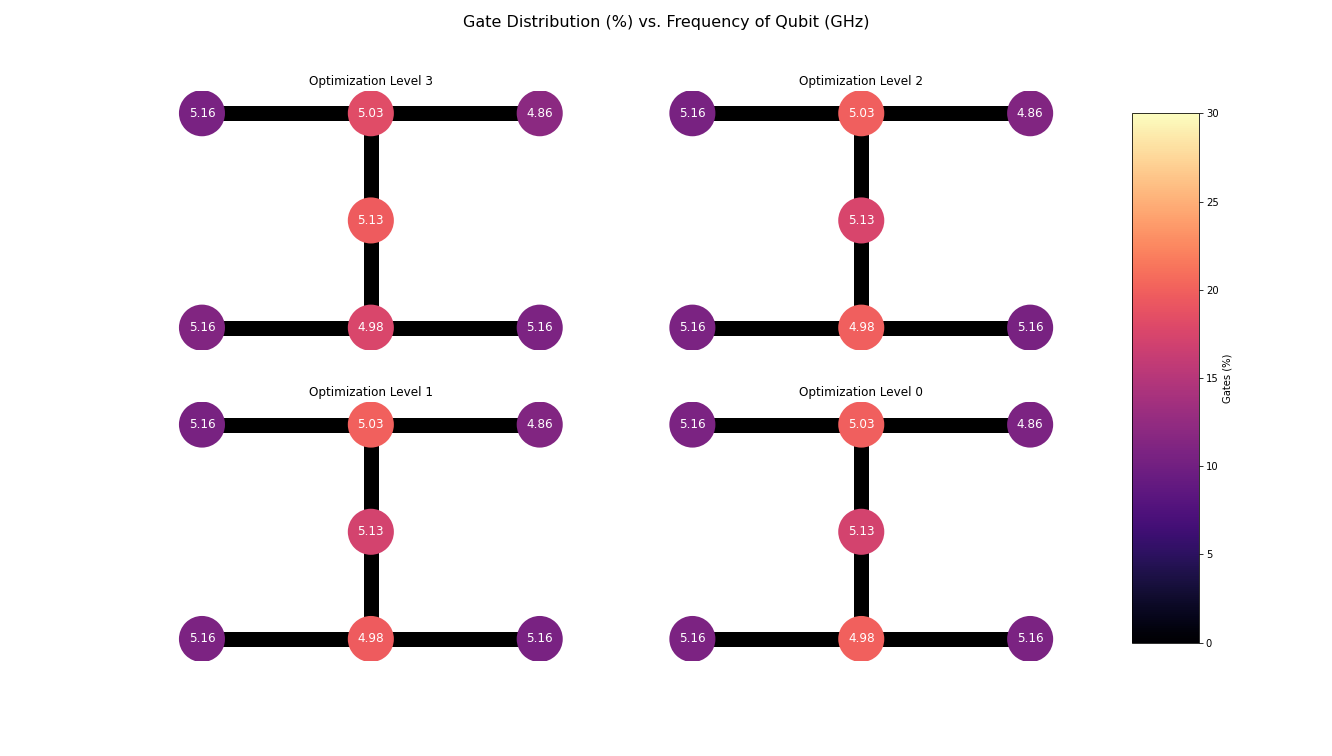 Gate Distribution (%) vs. Frequency of Qubit (GHz)
Optimization Level 3
5.16 5.03 4.86
5.13
5.16 4.98 5.16
Optimization Level 2
5.16 5.03 4.86
5.13
5.16 4.98 5.16
Optimization Level 1
5.16 5.03 4.86
5.13
5.16 4.98 5.16
Optimization Level 0
5.16 5.03 4.86
5.13
5.16 4.98 5.16
30
25
20
15
10
5
0
Gates (%)